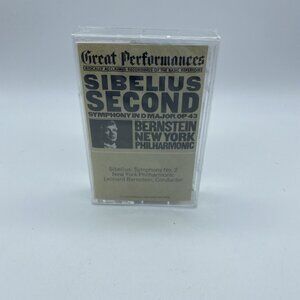 Great Performances
CRITICALLY ACCLAIMED RECORDINGS OF THE BASIC REPERTOIRE
SIBELIUS
SECOND
SYMPHONY IN D MAJOR, OP. 43
BERNSTEIN
NEW YORK
PHILHARMONIC
Sibelius: Symphony No. 2
New York Philharmonic
Leonard Bernstein, Conductor